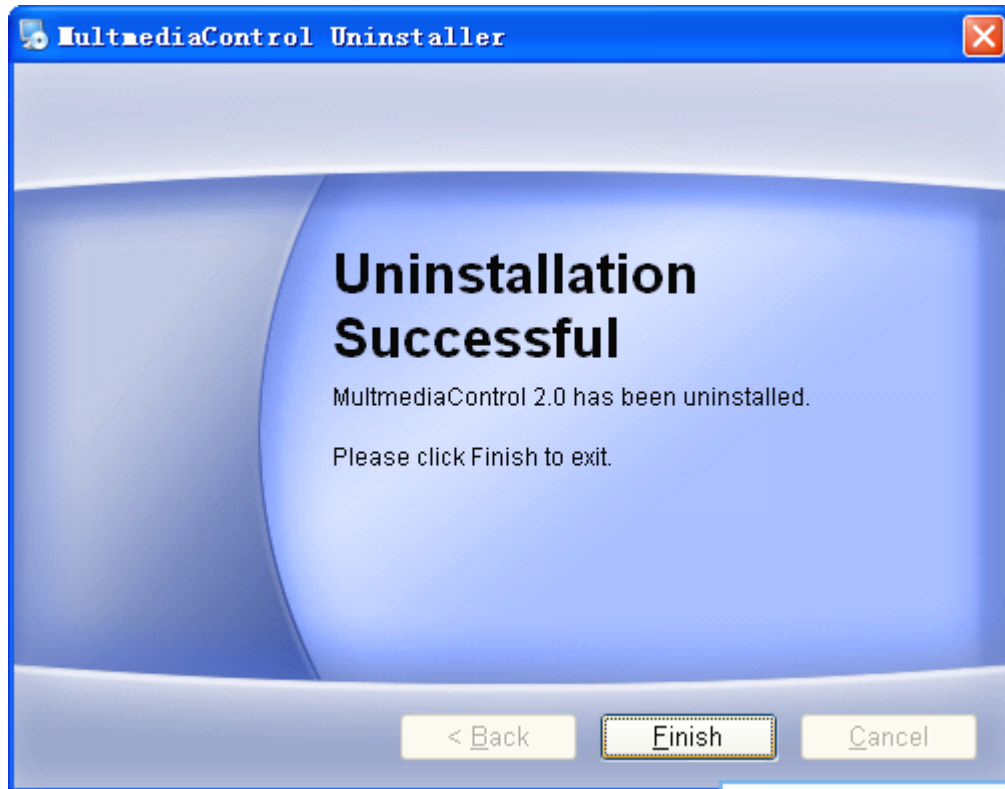 MultmediaControl Uninstaller
Uninstallation
Successful
MultmediaControl 2.0 has been uninstalled.
Please click Finish to exit.
< Back Finish Cancel